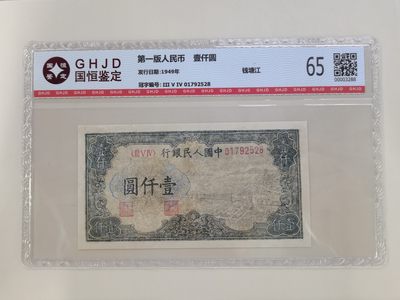 GHJD
国恒鉴定
第一版人民币 壹仟圆
发行日期:1949年
钱塘江
冠字编号: III V IV 01792528
65
00003288
(III V IV) 行銀民人國中 01792528
圓仟壹